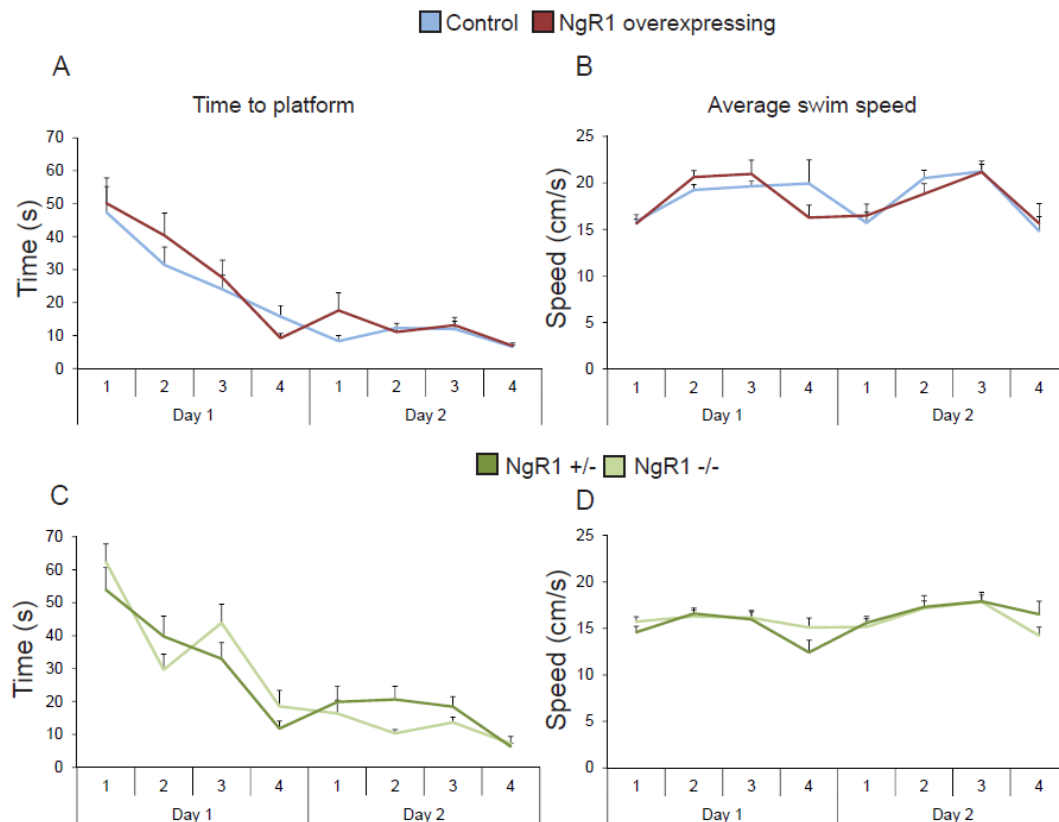 Control NgR1 overexpressing
A
B
Time to platform
Average swim speed
Time (s)
70
60
50
40
30
20
10
0
1 2 3 4 1 2 3 4
Day 1 Day 2
Speed (cm/s)
25
20
15
10
5
0
1 2 3 4 1 2 3 4
Day 1 Day 2
NgR1 +/- NgR1 -/-
C
D
Time (s)
70
60
50
40
30
20
10
0
1 2 3 4 1 2 3 4
Day 1 Day 2
Speed (cm/s)
25
20
15
10
5
0
1 2 3 4 1 2 3 4
Day 1 Day 2